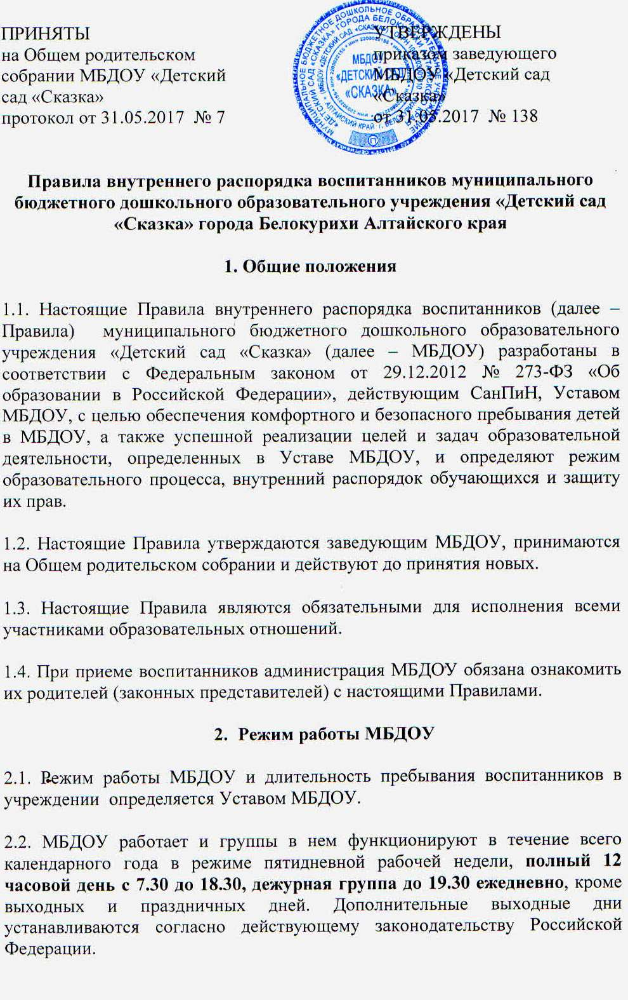 ПРИНЯТЫ
на Общем родительском
собрании МБДОУ «Детский
сад «Сказка»
протокол от 31.05.2017 № 7
УТВЕРЖДЕНЫ
приказом заведующего
МБДОУ «Детский сад
«Сказка»
от 31.05.2017 № 138
МБДОУ
«ДЕТСКИЙ САД
«СКАЗКА»
Правила внутреннего распорядка воспитанников муниципального
бюджетного дошкольного образовательного учреждения «Детский сад
«Сказка» города Белокурихи Алтайского края
1. Общие положения
1.1. Настоящие Правила внутреннего распорядка воспитанников (далее –
Правила) муниципального бюджетного дошкольного образовательного
учреждения «Детский сад «Сказка» (далее – МБДОУ) разработаны в
соответствии с Федеральным законом от 29.12.2012 № 273-ФЗ «Об
образовании в Российской Федерации», действующим СанПиН, Уставом
МБДОУ, с целью обеспечения комфортного и безопасного пребывания детей
в МБДОУ, а также успешной реализации целей и задач образовательной
деятельности, определенных в Уставе МБДОУ, и определяют режим
образовательного процесса, внутренний распорядок обучающихся и защиту
их прав.
1.2. Настоящие Правила утверждаются заведующим МБДОУ, принимаются
на Общем родительском собрании и действуют до принятия новых.
1.3. Настоящие Правила являются обязательными для исполнения всеми
участниками образовательных отношений.
1.4. При приеме воспитанников администрация МБДОУ обязана ознакомить
их родителей (законных представителей) с настоящими Правилами.
2. Режим работы МБДОУ
2.1. Режим работы МБДОУ и длительность пребывания воспитанников в
учреждении определяется Уставом МБДОУ.
2.2. МБДОУ работает и группы в нем функционируют в течение всего
календарного года в режиме пятидневной рабочей недели, полный 12
часовой день с 7.30 до 18.30, дежурная группа до 19.30 ежедневно, кроме
выходных и праздничных дней. Дополнительные выходные дни
устанавливаются согласно действующему законодательству Российской
Федерации.